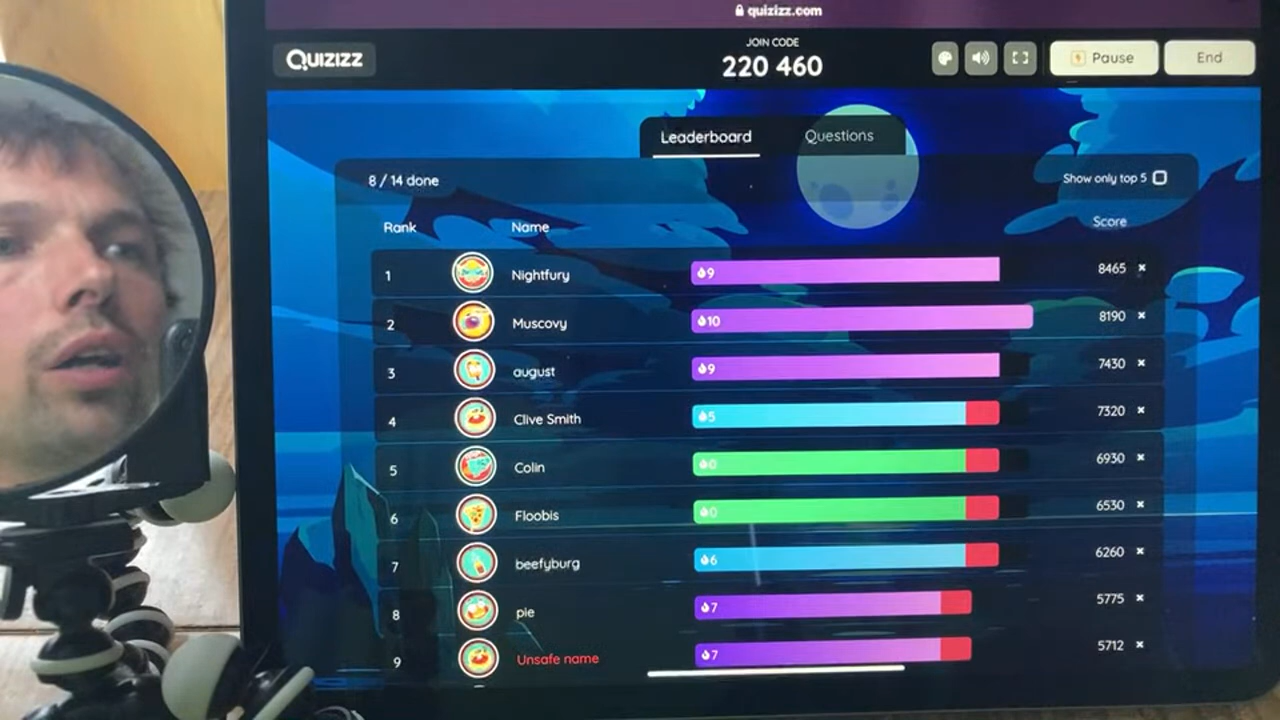 quizizz.com
Quizizz
JOIN CODE
220 460
Pause
End
Leaderboard
Questions
8 / 14 done
Show only top 5
Rank
Name
Score
1 Nightfury 9 8465
2 Muscovy 10 8190
3 august 9 7430
4 Clive Smith 5 7320
5 Colin 0 6930
6 Floobis 0 6530
7 beefyburg 6 6260
8 pie 7 5775
9 Unsafe name 7 5712